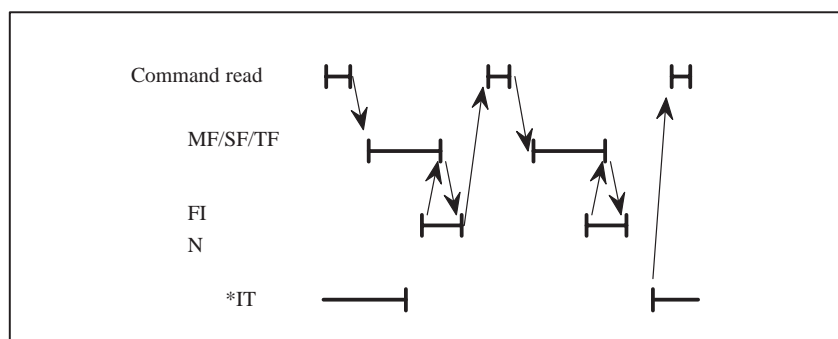 Command read
MF/SF/TF
FI
N
*IT